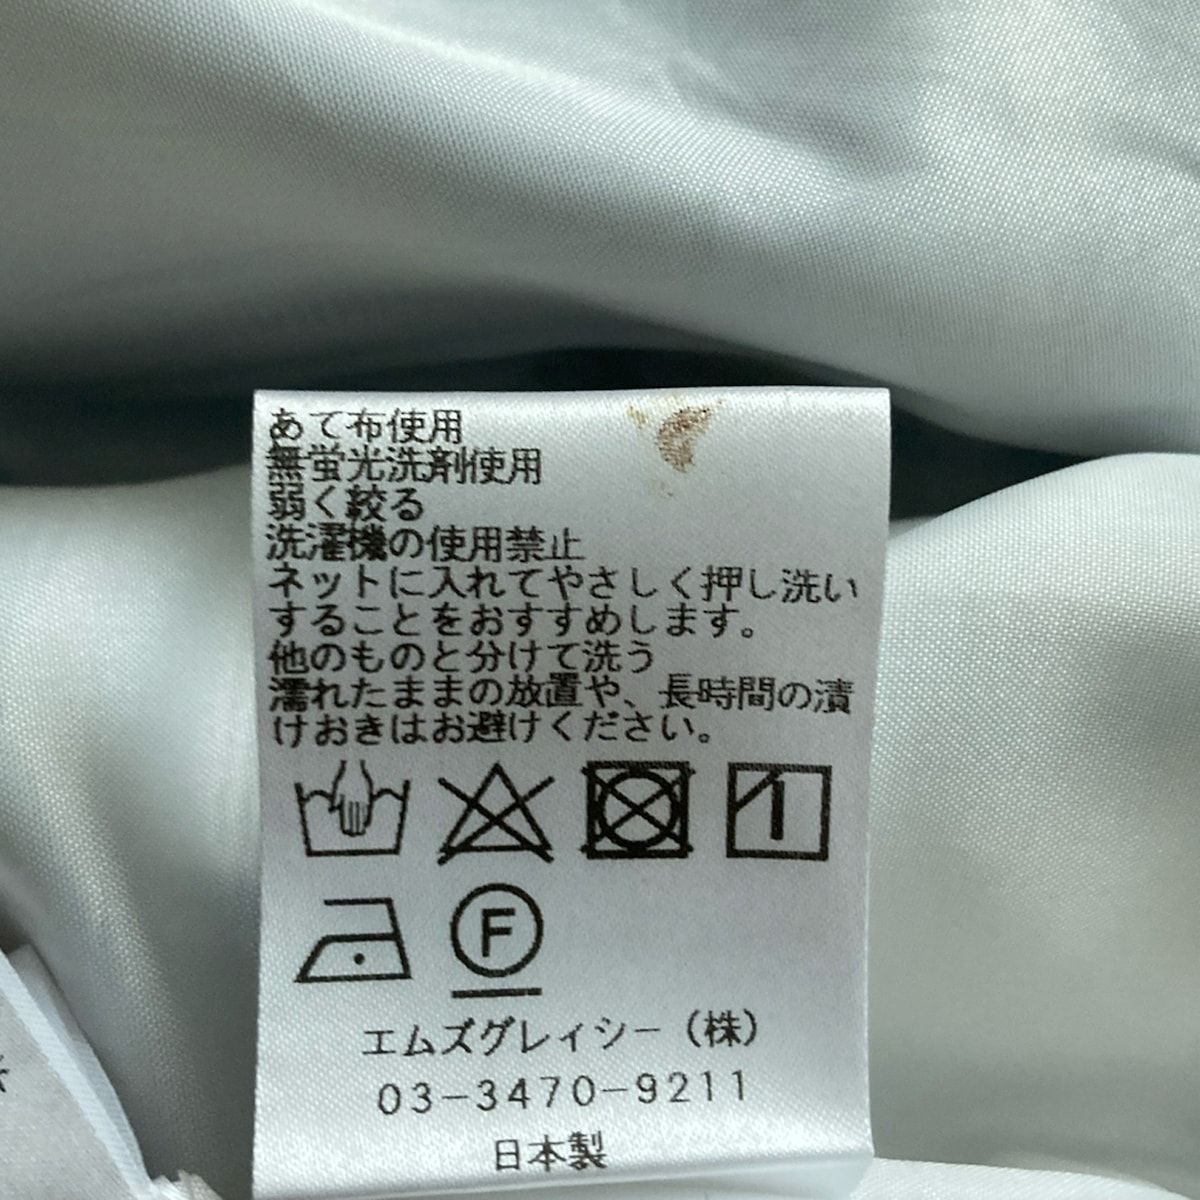 あて布使用
無蛍光洗剤使用
弱く絞る
洗濯機の使用禁止
ネットに入れてやさしく押し洗い
することをおすすめします。
他のものと分けて洗う
濡れたままの放置や、長時間の漬
けおきはお避けください。
F
エムズグレイシー(株)
03-3470-9211
日本製